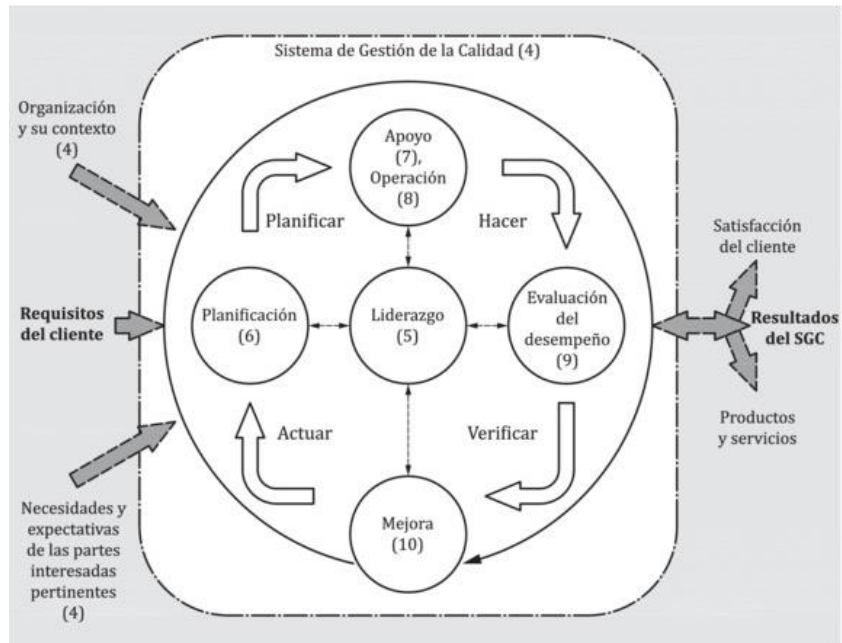 Sistema de Gestión de la Calidad (4)
Organización
y su contexto
(4)
Apoyo
(7),
Operación
(8)
Planificar
Hacer
Satisfacción
del cliente
Requisitos
del cliente
Planificación
(6)
Liderazgo
(5)
Evaluación
del
desempeño
(9)
Resultados
del SGC
Actuar
Verificar
Productos
y servicios
Necesidades y
expectativas
de las partes
interesadas
pertinentes
(4)
Mejora
(10)